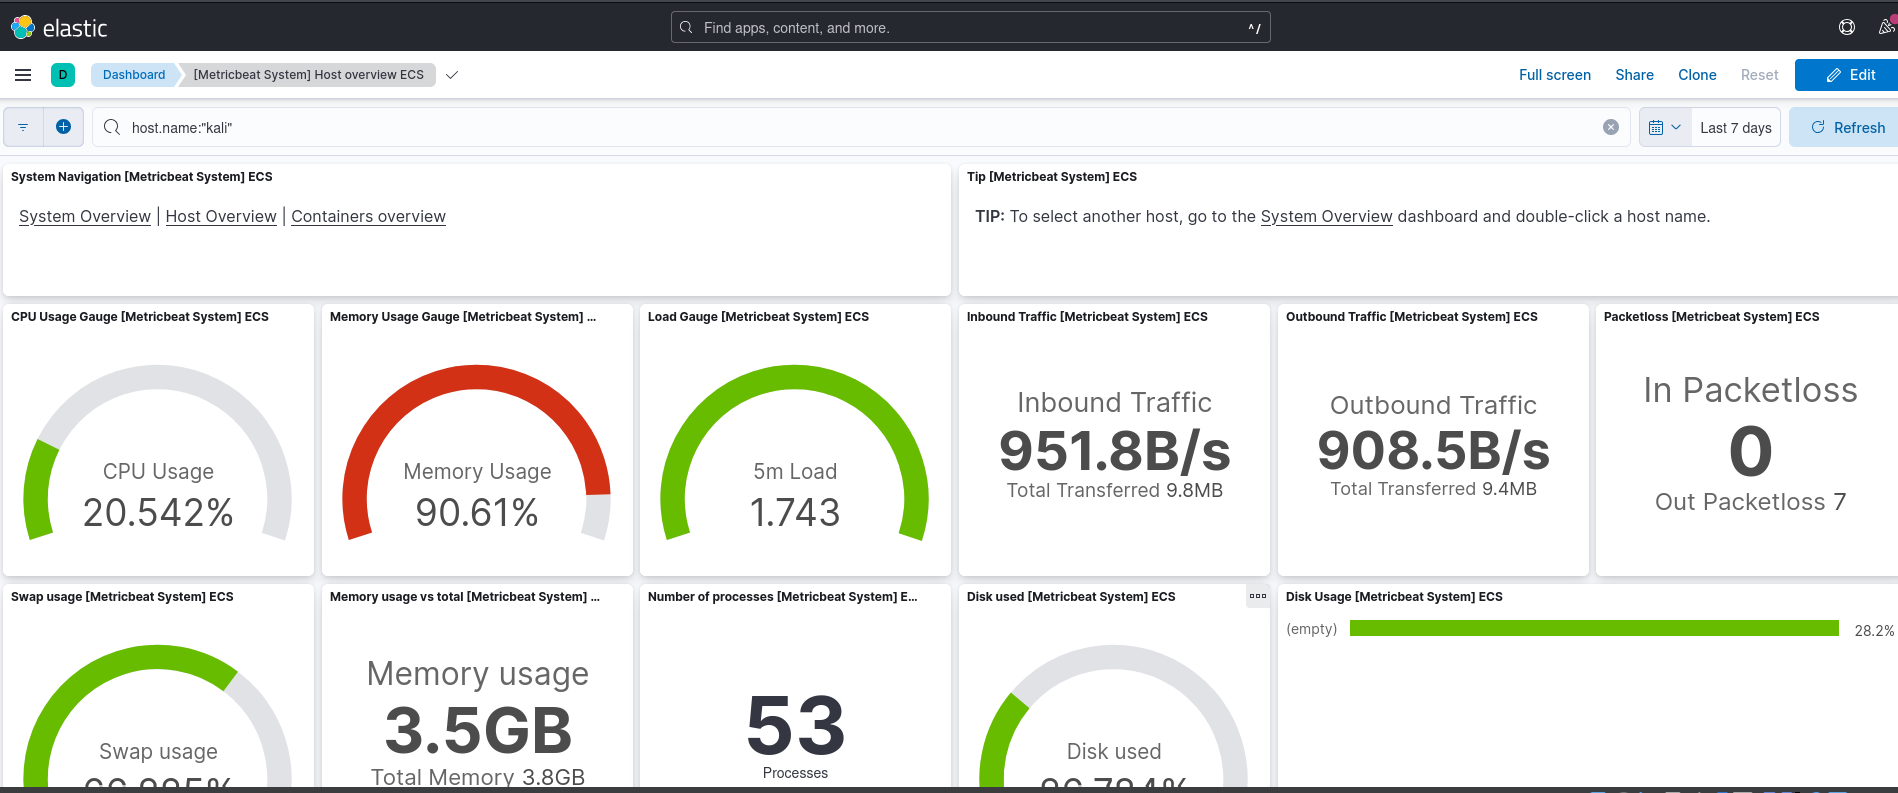 elastic
Find apps, content, and more.
^/
D
Dashboard
[Metricbeat System] Host overview ECS
Full screen
Share
Clone
Reset
Edit
host.name:"kali"
Last 7 days
Refresh
System Navigation [Metricbeat System] ECS
System Overview | Host Overview | Containers overview
Tip [Metricbeat System] ECS
TIP: To select another host, go to the System Overview dashboard and double-click a host name.
CPU Usage Gauge [Metricbeat System] ECS
CPU Usage
20.542%
Memory Usage Gauge [Metricbeat System] ...
Memory Usage
90.61%
Load Gauge [Metricbeat System] ECS
5m Load
1.743
Inbound Traffic [Metricbeat System] ECS
Inbound Traffic
951.8B/s
Total Transferred 9.8MB
Outbound Traffic [Metricbeat System] ECS
Outbound Traffic
908.5B/s
Total Transferred 9.4MB
Packetloss [Metricbeat System] ECS
In Packetloss
0
Out Packetloss 7
Swap usage [Metricbeat System] ECS
Swap usage
Memory usage vs total [Metricbeat System] ...
Memory usage
3.5GB
Total Memory 3.8GB
Number of processes [Metricbeat System] E...
53
Processes
Disk used [Metricbeat System] ECS
Disk used
Disk Usage [Metricbeat System] ECS
(empty)
28.2%